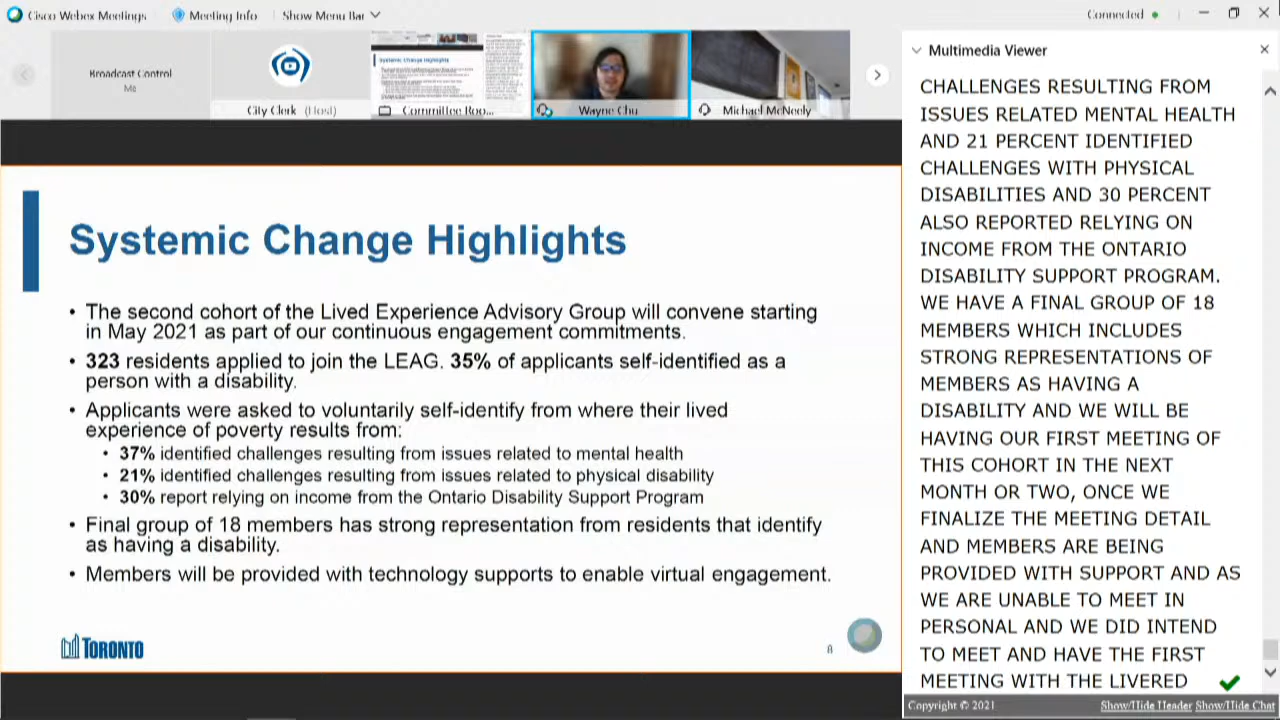 Cisco Webex Meetings
Meeting Info
Show Menu Bar
Connected
Broadcast Control
Me
City Clerk (Host)
Systemic Change Highlights
Committee Roo...
Wayne Chu
Michael McNeely
Systemic Change Highlights
• The second cohort of the Lived Experience Advisory Group will convene starting
in May 2021 as part of our continuous engagement commitments.
• 323 residents applied to join the LEAG. 35% of applicants self-identified as a
person with a disability.
• Applicants were asked to voluntarily self-identify from where their lived
experience of poverty results from:
• 37% identified challenges resulting from issues related to mental health
• 21% identified challenges resulting from issues related to physical disability
• 30% report relying on income from the Ontario Disability Support Program
• Final group of 18 members has strong representation from residents that identify
as having a disability.
• Members will be provided with technology supports to enable virtual engagement.
TORONTO
8
Multimedia Viewer
CHALLENGES RESULTING FROM
ISSUES RELATED MENTAL HEALTH
AND 21 PERCENT IDENTIFIED
CHALLENGES WITH PHYSICAL
DISABILITIES AND 30 PERCENT
ALSO REPORTED RELYING ON
INCOME FROM THE ONTARIO
DISABILITY SUPPORT PROGRAM.
WE HAVE A FINAL GROUP OF 18
MEMBERS WHICH INCLUDES
STRONG REPRESENTATIONS OF
MEMBERS AS HAVING A
DISABILITY AND WE WILL BE
HAVING OUR FIRST MEETING OF
THIS COHORT IN THE NEXT
MONTH OR TWO, ONCE WE
FINALIZE THE MEETING DETAIL
AND MEMBERS ARE BEING
PROVIDED WITH SUPPORT AND AS
WE ARE UNABLE TO MEET IN
PERSONAL AND WE DID INTEND
TO MEET AND HAVE THE FIRST
MEETING WITH THE LIVERED
Copyright © 2021
Show/Hide Header Show/Hide Chat